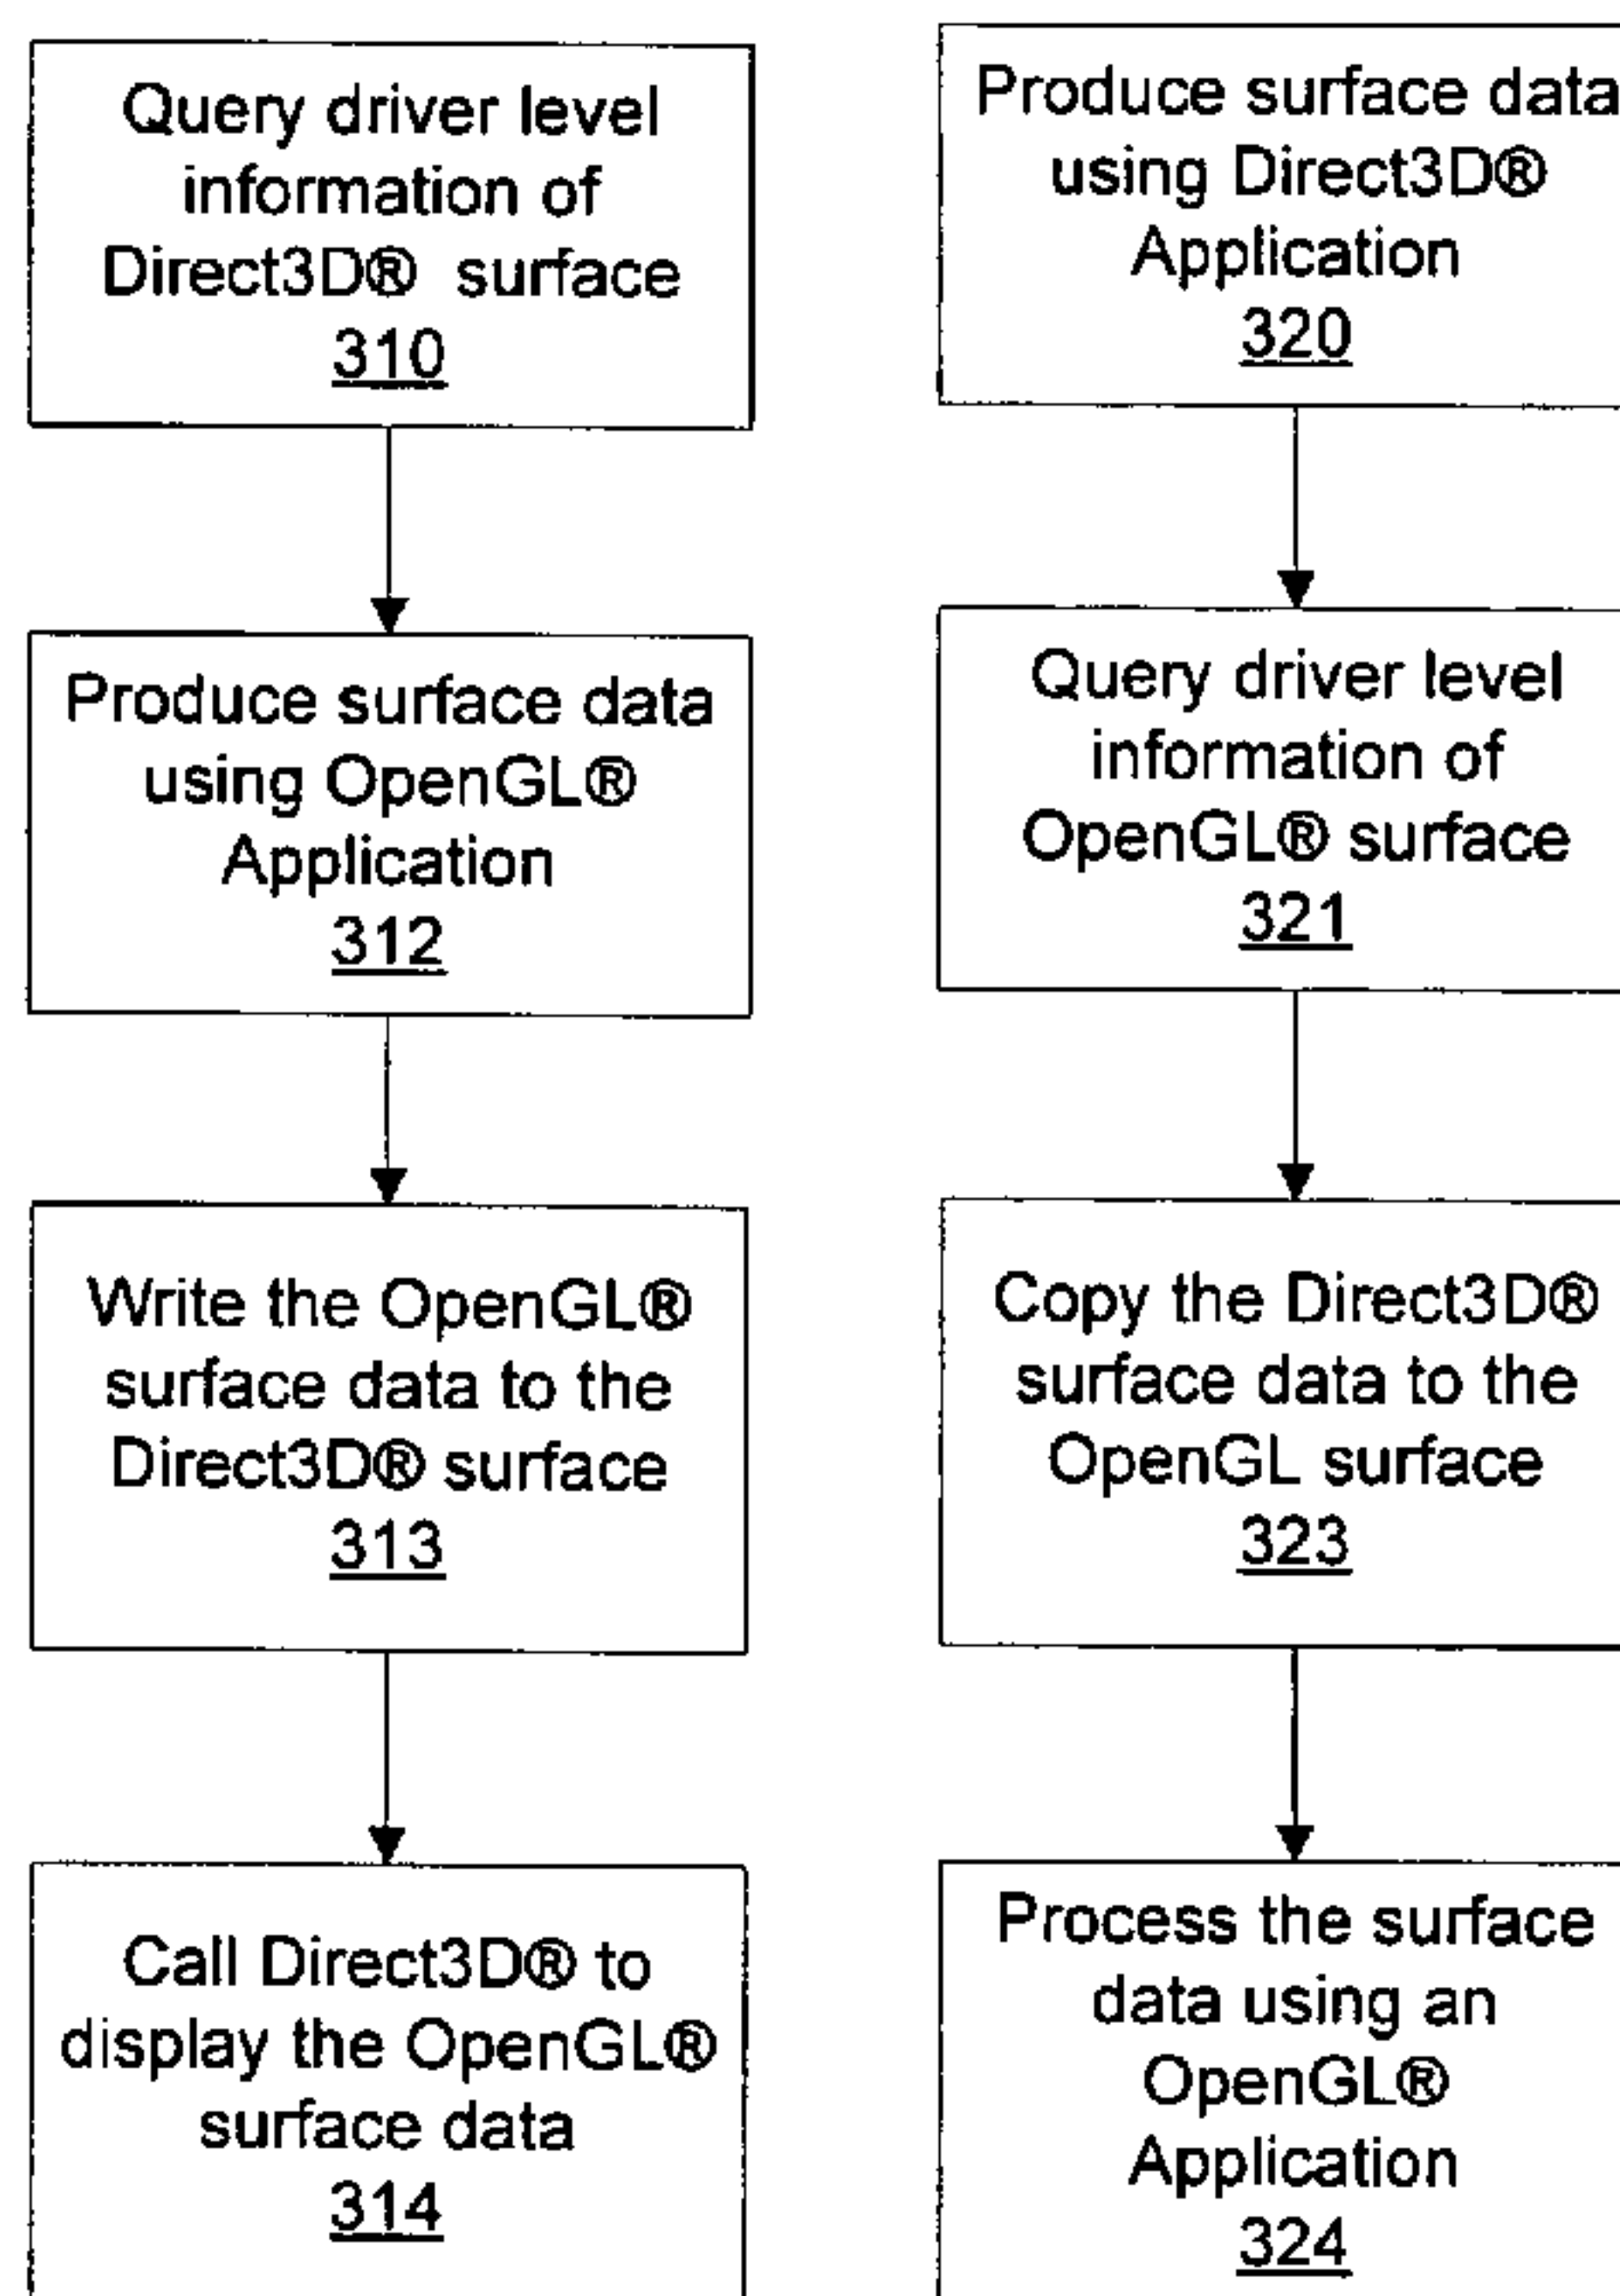 Query driver level
information of
Direct3D® surface
310
Produce surface data
using OpenGL®
Application
312
Write the OpenGL®
surface data to the
Direct3D® surface
313
Call Direct3D® to
display the OpenGL®
surface data
314
Produce surface data
using Direct3D®
Application
320
Query driver level
information of
OpenGL® surface
321
Copy the Direct3D®
surface data to the
OpenGL surface
323
Process the surface
data using an
OpenGL®
Application
324